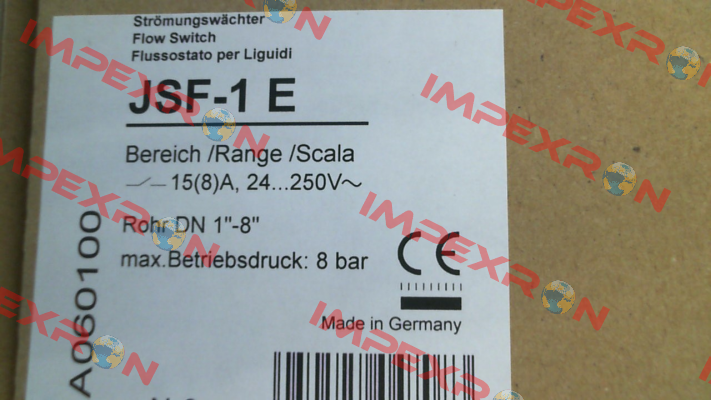 Strömungswächter
Flow Switch
Flussostato per Liguidi
JSF-1 E
Bereich /Range /Scala
15(8)A, 24...250V~
Rohr DN 1"-8"
max.Betriebsdruck: 8 bar
CE
Made in Germany
A060100
IMPEXRON
IMPEXRON
IMPEXRON
IMPEXRON
IMPEXRON
IMPEXRON